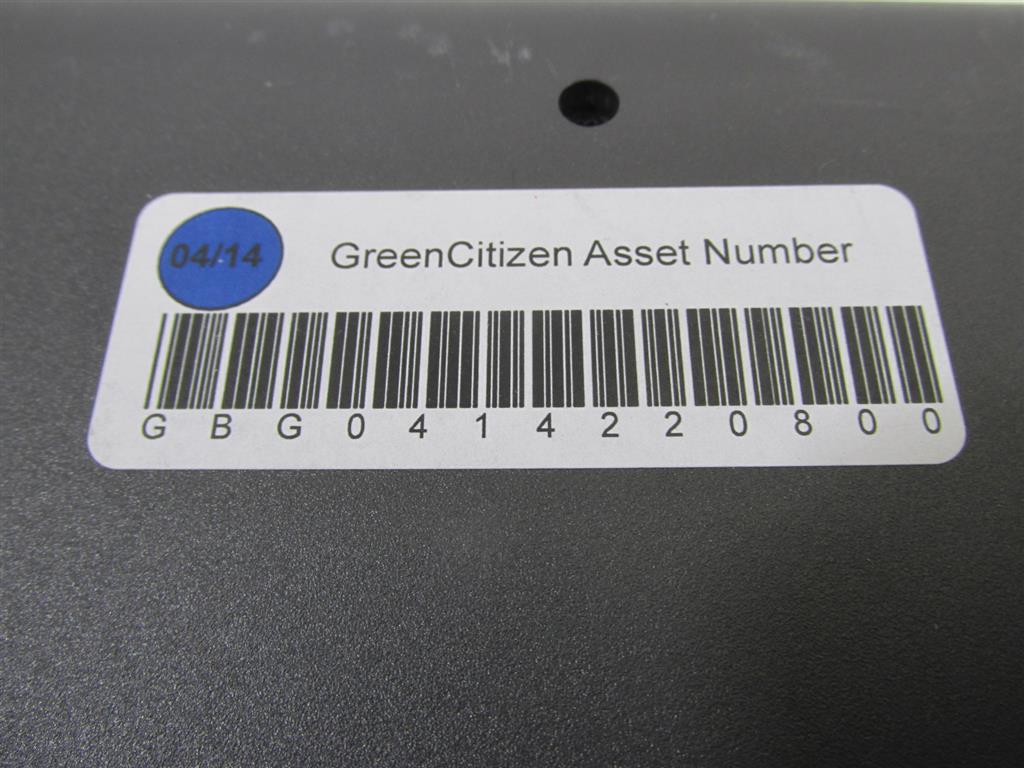 04/14
GreenCitizen Asset Number
G B G 0 4 1 4 2 2 0 8 0 0